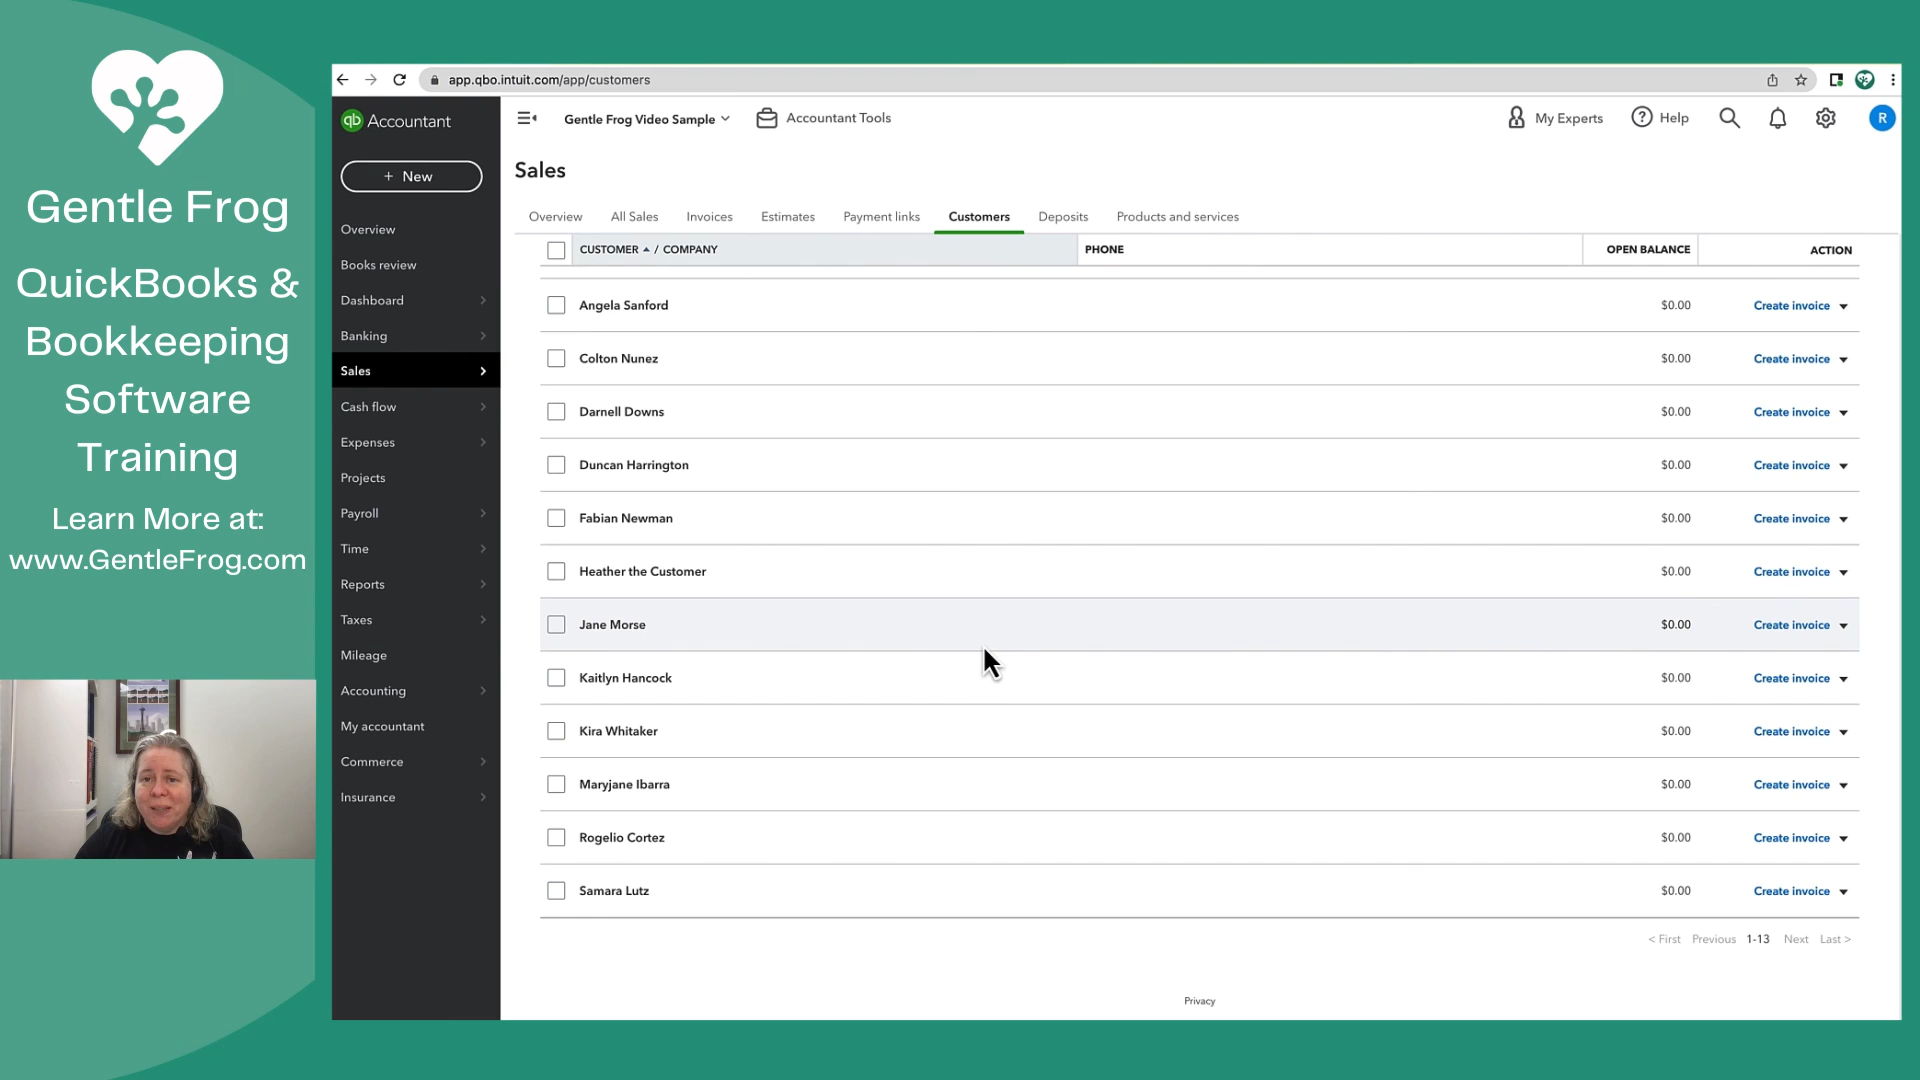 Gentle Frog
QuickBooks &
Bookkeeping
Software
Training
Learn More at:
www.GentleFrog.com
app.qbo.intuit.com/app/customers
qb Accountant
+ New
Overview
Books review
Dashboard
Banking
Sales
Cash flow
Expenses
Projects
Payroll
Time
Reports
Taxes
Mileage
Accounting
My accountant
Commerce
Insurance
Gentle Frog Video Sample Accountant Tools My Experts Help R
Sales
Overview All Sales Invoices Estimates Payment links Customers Deposits Products and services
CUSTOMER / COMPANY PHONE OPEN BALANCE ACTION
Angela Sanford $0.00 Create invoice
Colton Nunez $0.00 Create invoice
Darnell Downs $0.00 Create invoice
Duncan Harrington $0.00 Create invoice
Fabian Newman $0.00 Create invoice
Heather the Customer $0.00 Create invoice
Jane Morse $0.00 Create invoice
Kaitlyn Hancock $0.00 Create invoice
Kira Whitaker $0.00 Create invoice
Maryjane Ibarra $0.00 Create invoice
Rogelio Cortez $0.00 Create invoice
Samara Lutz $0.00 Create invoice
< First Previous 1-13 Next Last >
Privacy